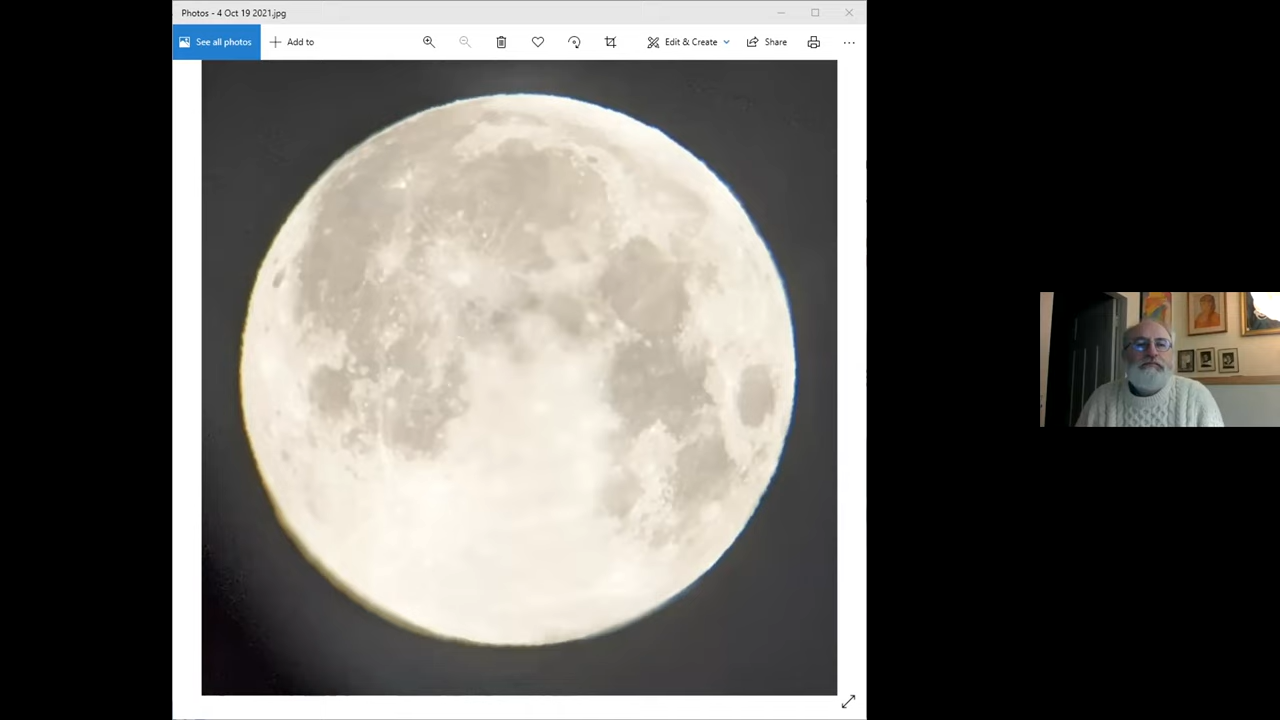 Photos - 4 Oct 19 2021.jpg
See all photos
Add to
Edit & Create
Share